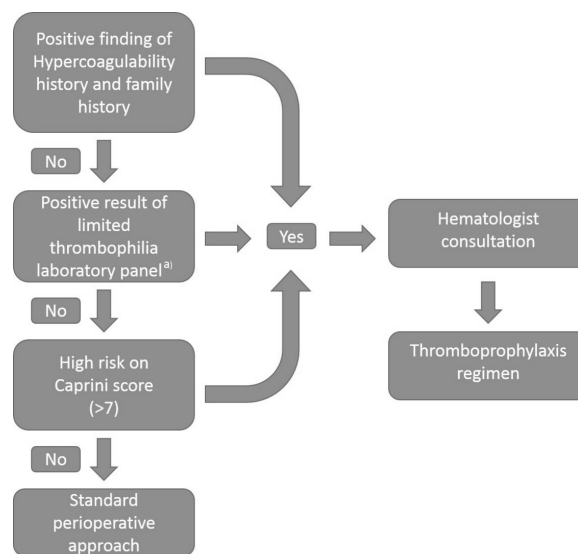 Positive finding of
Hypercoagulability
history and family
history
No
Positive result of
limited
thrombophilia
laboratory panel a)
Yes
Hematologist
consultation
No
High risk on
Caprini score
(>7)
Thromboprophylaxis
regimen
No
Standard
perioperative
approach